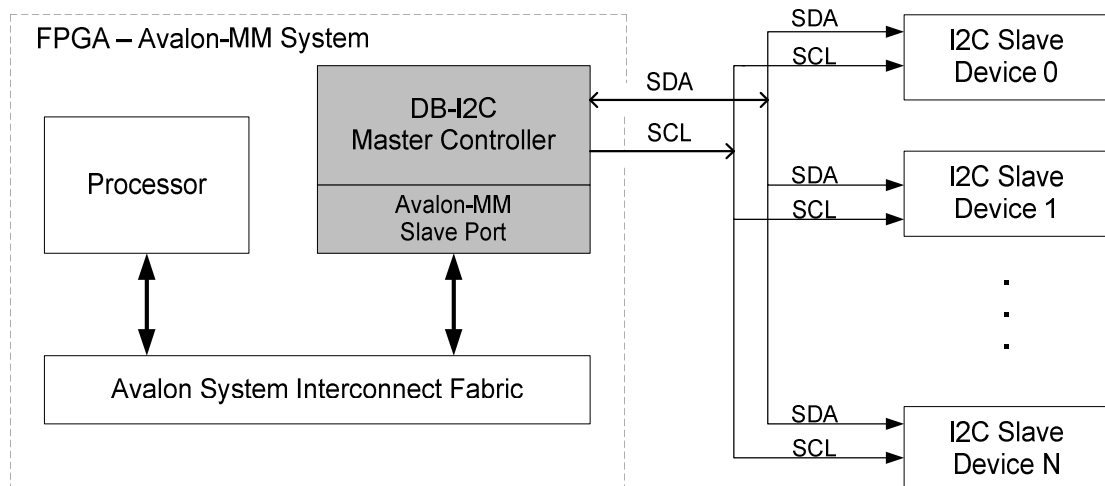 FPGA – Avalon-MM System
DB-I2C
Master Controller
Avalon-MM
Slave Port
Processor
Avalon System Interconnect Fabric
SDA
SCL
SDA
SCL
I2C Slave
Device 0
SDA
SCL
I2C Slave
Device 1
SDA
SCL
I2C Slave
Device N